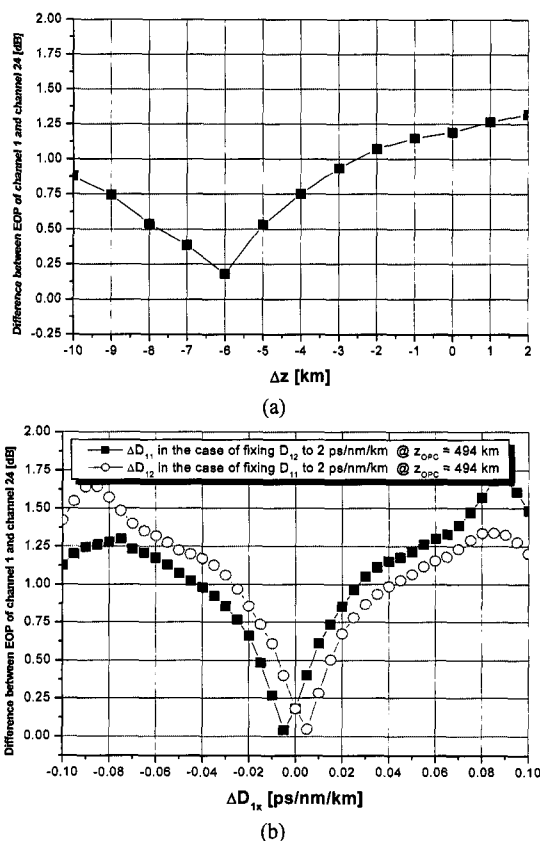 2.00
1.75
1.50
1.25
1.00
0.75
0.50
0.25
0.00
-0.25
Difference between EOP of channel 1 and channel 24 [dB]
-10 -9 -8 -7 -6 -5 -4 -3 -2 -1 0 1 2
Δz [km]
(a)
2.00
1.75
1.50
1.25
1.00
0.75
0.50
0.25
0.00
Difference between EOP of channel 1 and channel 24 [dB]
ΔD11 in the case of fixing D12 to 2 ps/nm/km @ zOPC = 494 km
ΔD12 in the case of fixing D11 to 2 ps/nm/km @ zOPC = 494 km
-0.10 -0.08 -0.06 -0.04 -0.02 0.00 0.02 0.04 0.06 0.08 0.10
ΔD1x [ps/nm/km]
(b)